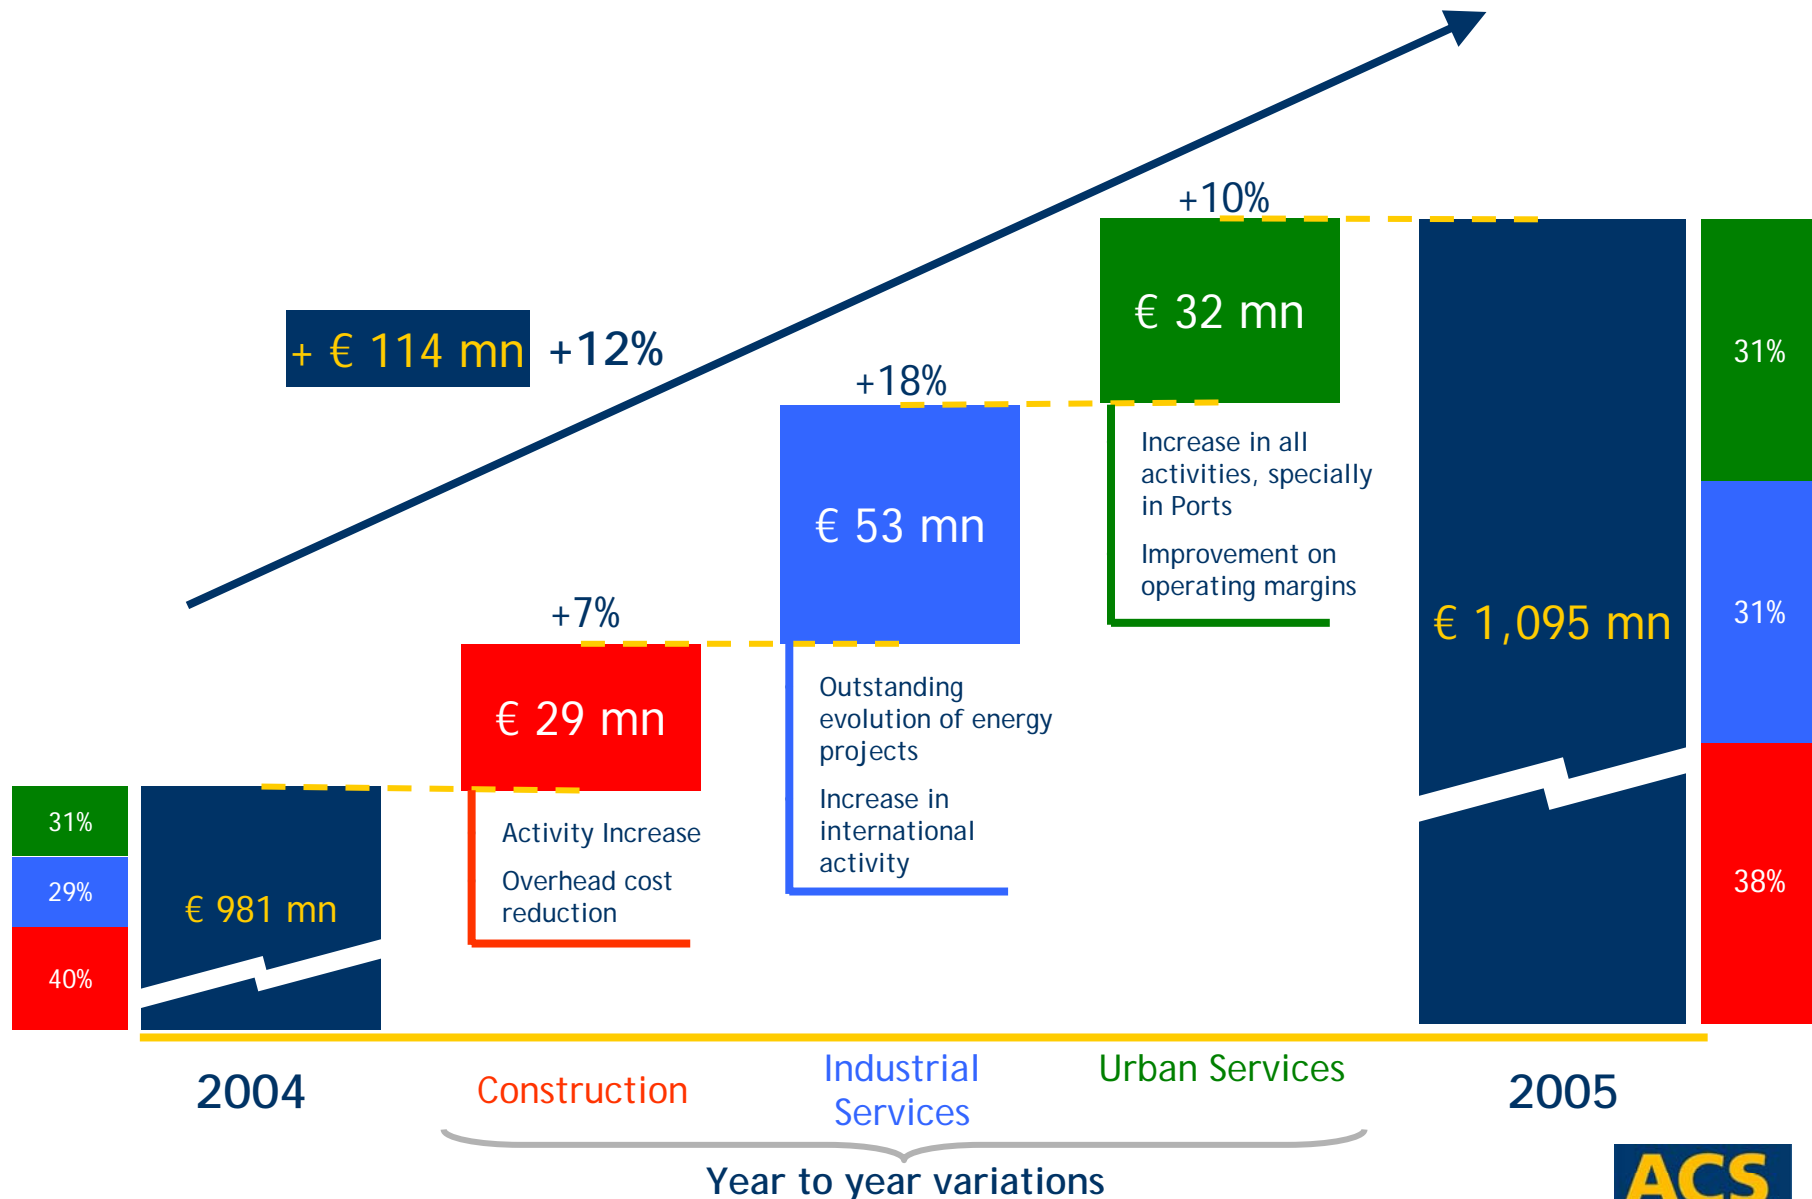 +10%
€ 32 mn
31%
+ € 114 mn +12%
+18%
Increase in all
activities, specially
in Ports
Improvement on
operating margins
€ 53 mn
+7%
€ 1,095 mn
31%
€ 29 mn
Outstanding
evolution of energy
projects
Increase in
international
activity
31%
29%
40%
€ 981 mn
Activity Increase
Overhead cost
reduction
38%
2004
Construction
Industrial
Services
Urban Services
2005
Year to year variations
ACS